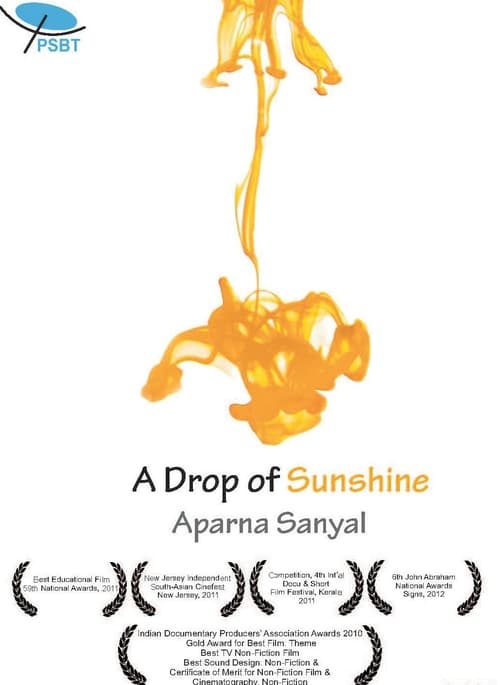 PSBT
A Drop of Sunshine
Aparna Sanyal
Best Educational Film
59th National Awards, 2011
New Jersey Independent
South-Asian Cinefest
New Jersey, 2011
Competition, 4th Int'al
Docu & Short
Film Festival, Kerala
2011
6th John Abraham
National Awards
Signs, 2012
Indian Documentary Producers' Association Awards 2010
Gold Award for Best Film: Theme
Best TV Non-Fiction Film
Best Sound Design: Non-Fiction &
Certificate of Merit for Non-Fiction Film &
Cinematography, Non-Fiction